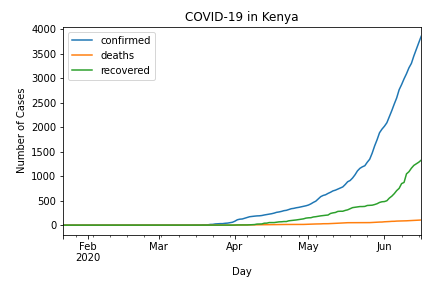 COVID-19 in Kenya
confirmed
deaths
recovered
Number of Cases
4000
3500
3000
2500
2000
1500
1000
500
0
Feb
2020
Mar
Apr
May
Jun
Day